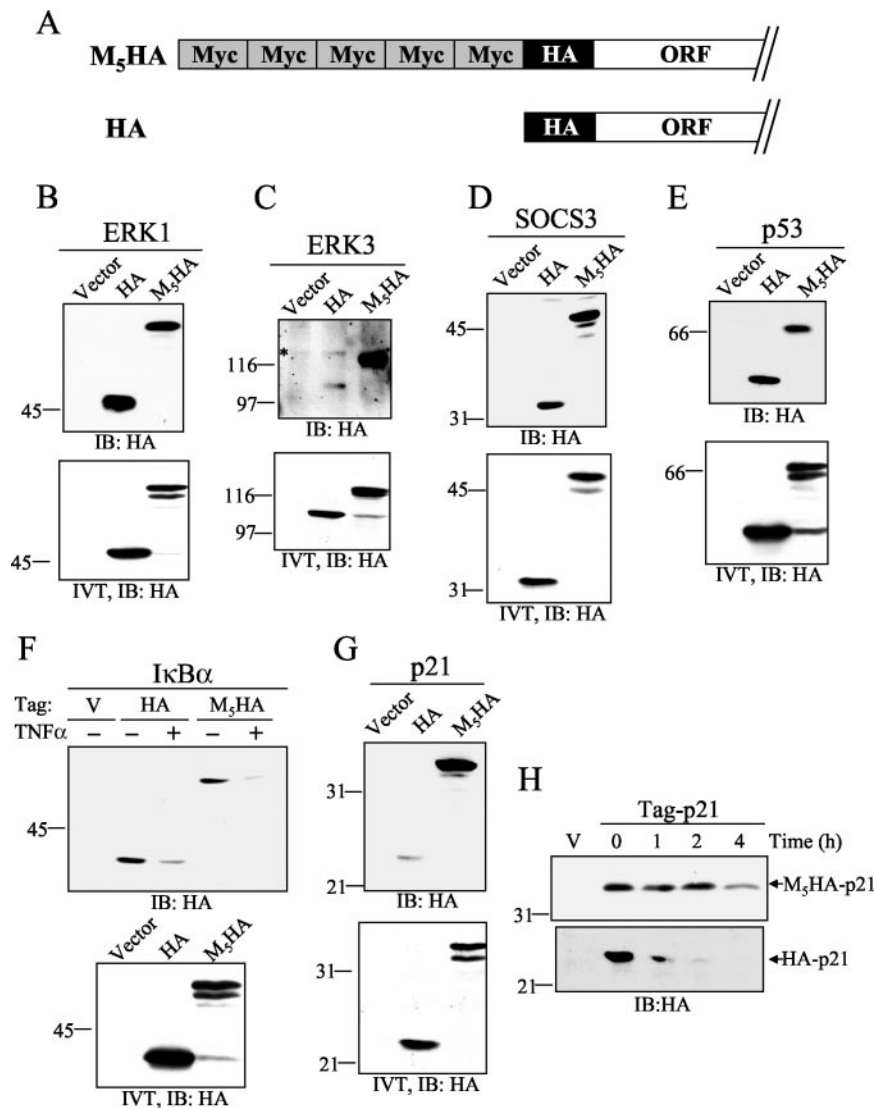 A
M5HA Myc Myc Myc Myc Myc HA ORF
HA HA ORF
B
ERK1
Vector HA M5HA
45
IB: HA
45
IVT, IB: HA
C
ERK3
Vector HA M5HA
*
116
97
IB: HA
116
97
IVT, IB: HA
D
SOCS3
Vector HA M5HA
45
31
IB: HA
45
31
IVT, IB: HA
E
p53
Vector HA M5HA
66
IB: HA
66
IVT, IB: HA
F
IκBα
Tag: V HA M5HA
TNFα – – + – +
45
IB: HA
Vector HA M5HA
45
IVT, IB: HA
G
p21
Vector HA M5HA
31
21
IB: HA
31
21
IVT, IB: HA
H
Tag-p21
V 0 1 2 4 Time (h)
M5HA-p21
31
HA-p21
21
IB:HA